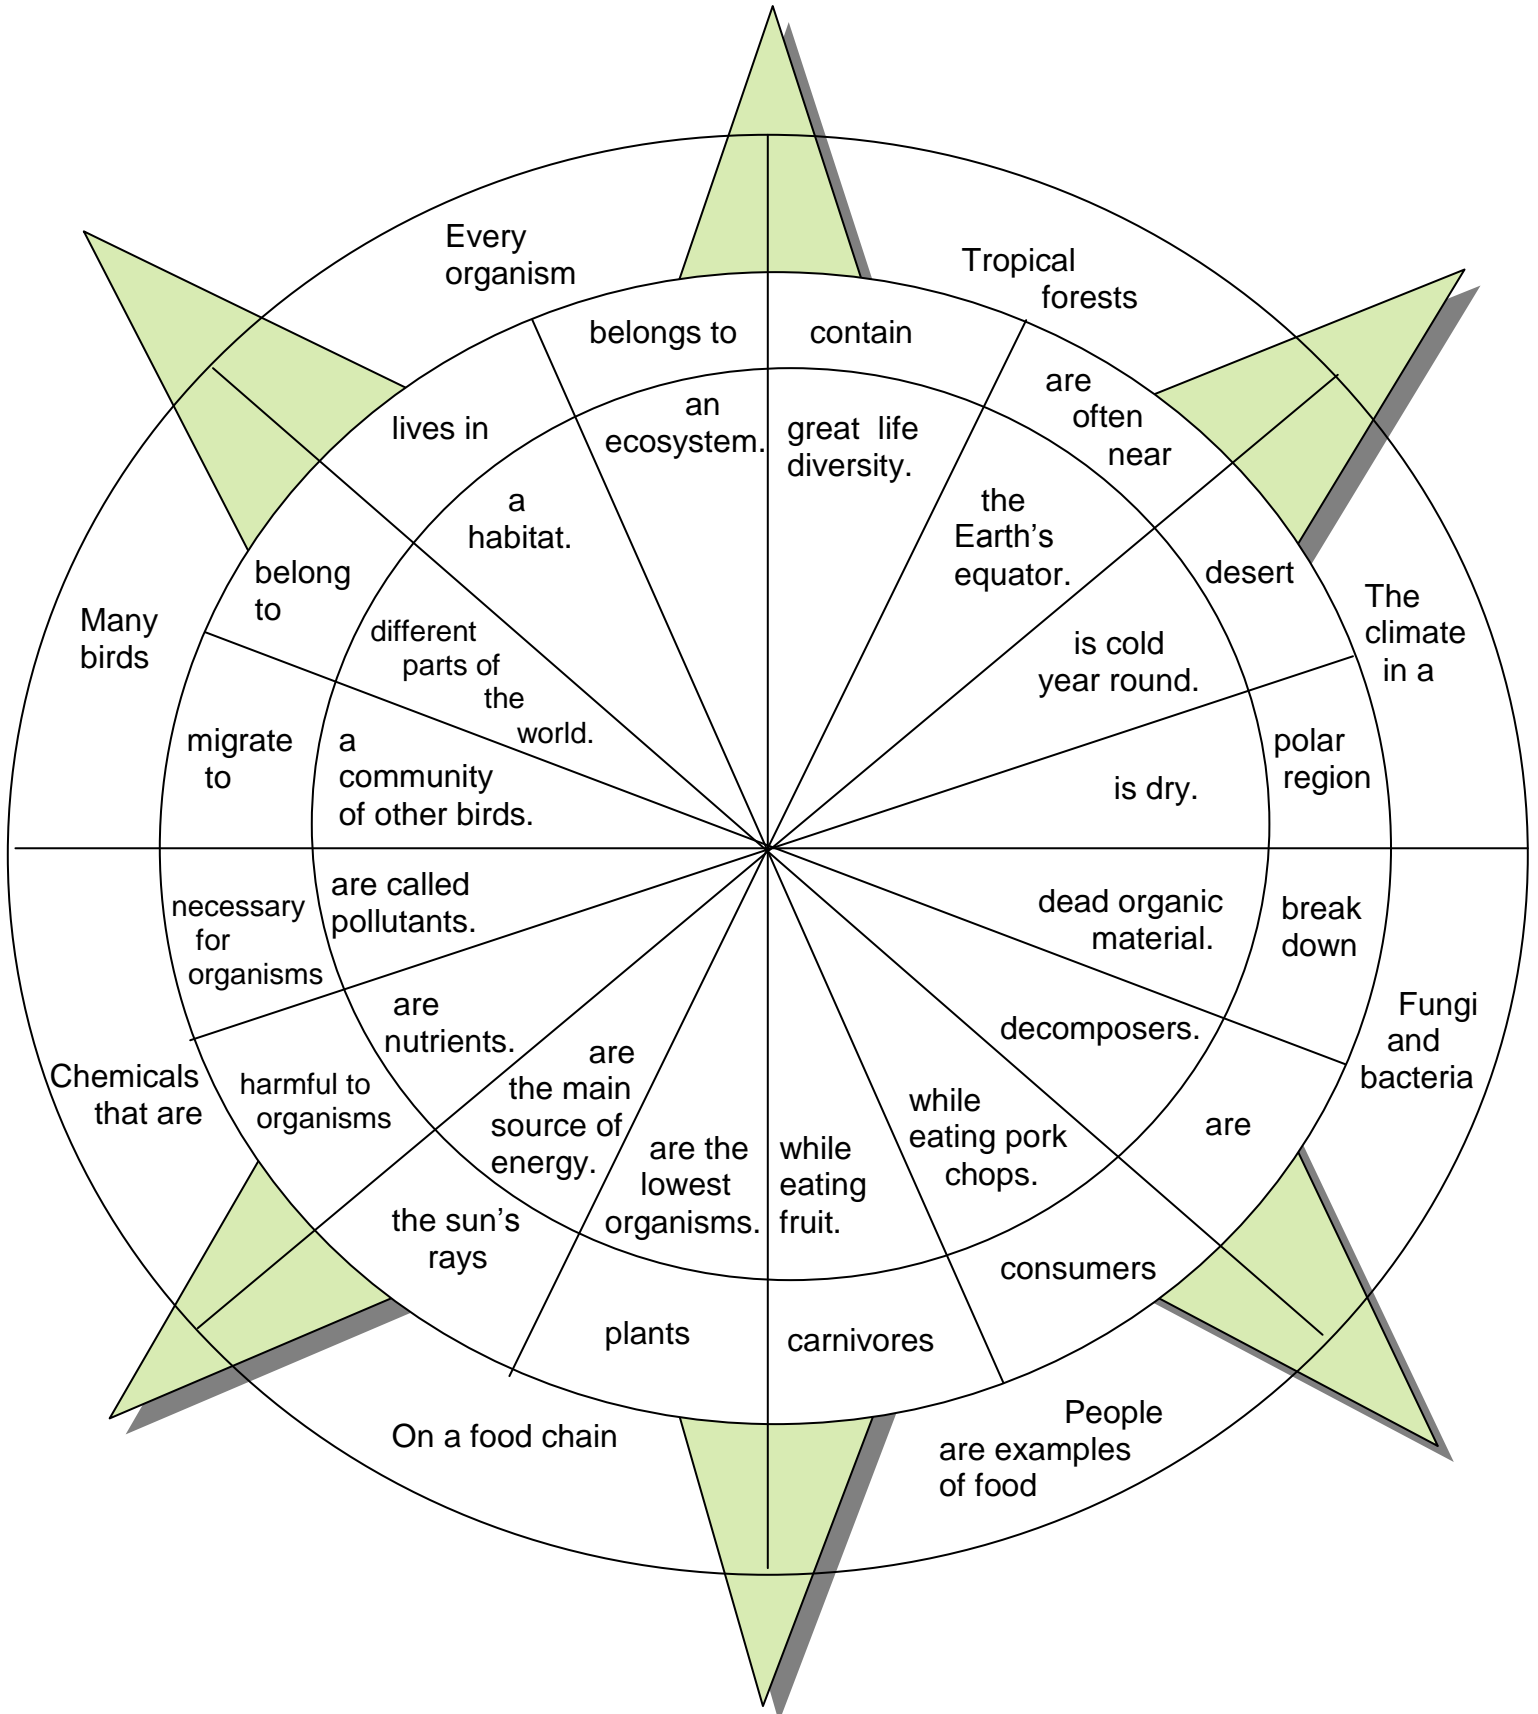 Every
organism
Tropical
forests
belongs to
contain
are
often
near
lives in
an
ecosystem.
great life
diversity.
a
habitat.
the
Earth's
equator.
belong
to
desert
The
climate
in a
Many
birds
different
parts of
the
world.
is cold
year round.
migrate
to
a
community
of other birds.
is dry.
polar
region
necessary
for
organisms
are called
pollutants.
dead organic
material.
break
down
Chemicals
that are
harmful to
organisms
are
nutrients.
decomposers.
Fungi
and
bacteria
are
the main
source of
energy.
are the
lowest
organisms.
while
eating
fruit.
while
eating pork
chops.
are
the sun's
rays
consumers
plants
carnivores
On a food chain
People
are examples
of food